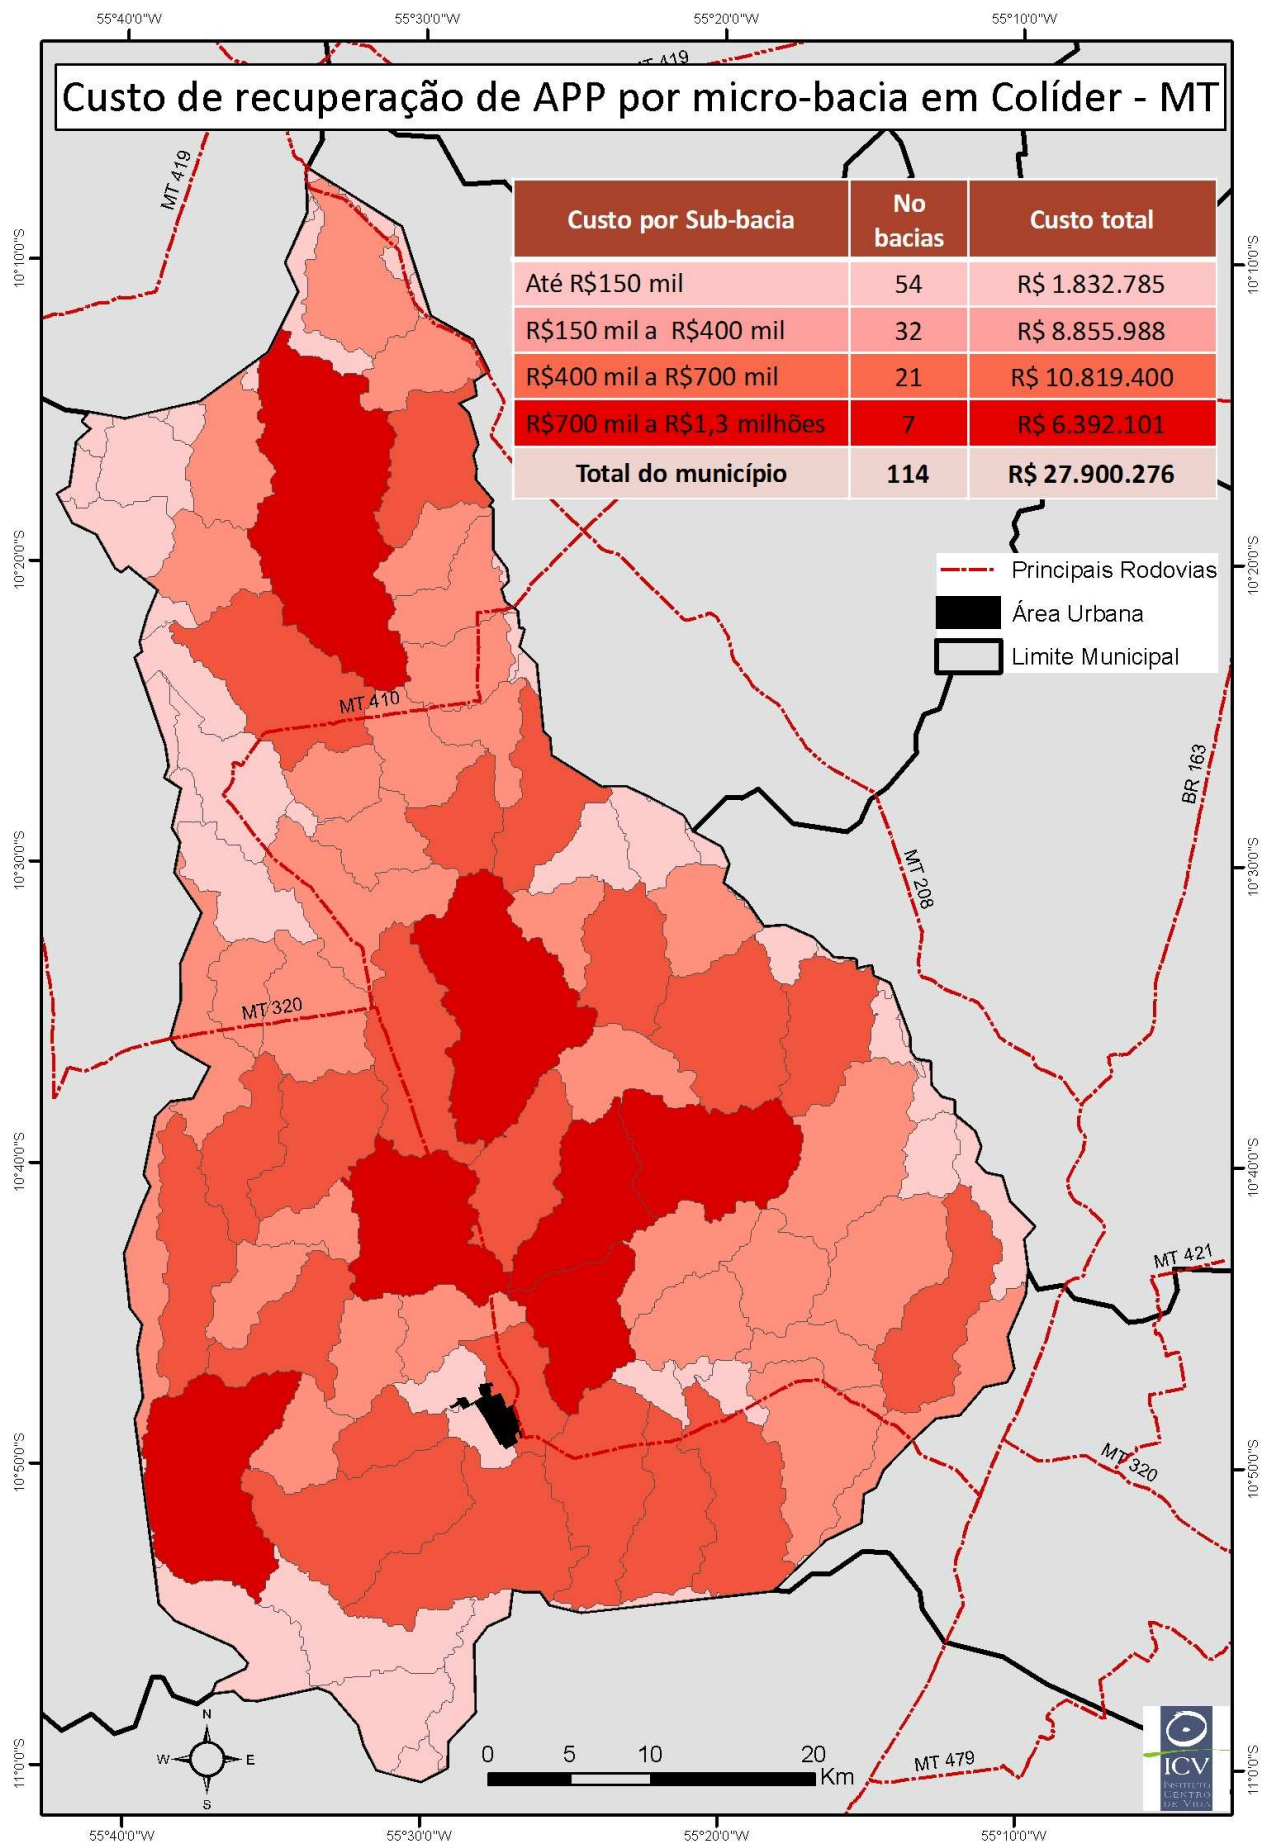 55°40'0"W 55°30'0"W 55°20'0"W 55°10'0"W
MT 419
Custo de recuperação de APP por micro-bacia em Colíder - MT
MT 419
Custo por Sub-bacia No bacias Custo total
Até R$150 mil 54 R$ 1.832.785
R$150 mil a R$400 mil 32 R$ 8.855.988
R$400 mil a R$700 mil 21 R$ 10.819.400
R$700 mil a R$1,3 milhões 7 R$ 6.392.101
Total do município 114 R$ 27.900.276
10°10'0"S 10°10'0"S
10°20'0"S 10°20'0"S
Principais Rodovias
Área Urbana
Limite Municipal
MT 410
BR 163
MT 208
10°30'0"S 10°30'0"S
MT 320
10°40'0"S 10°40'0"S
MT 421
MT 320
10°50'0"S 10°50'0"S
N
W E
S
0 5 10 20
Km
MT 479
ICV
INSTITUTO
CENTRO
DE VIDA
11°0'0"S 11°0'0"S
55°40'0"W 55°30'0"W 55°20'0"W 55°10'0"W